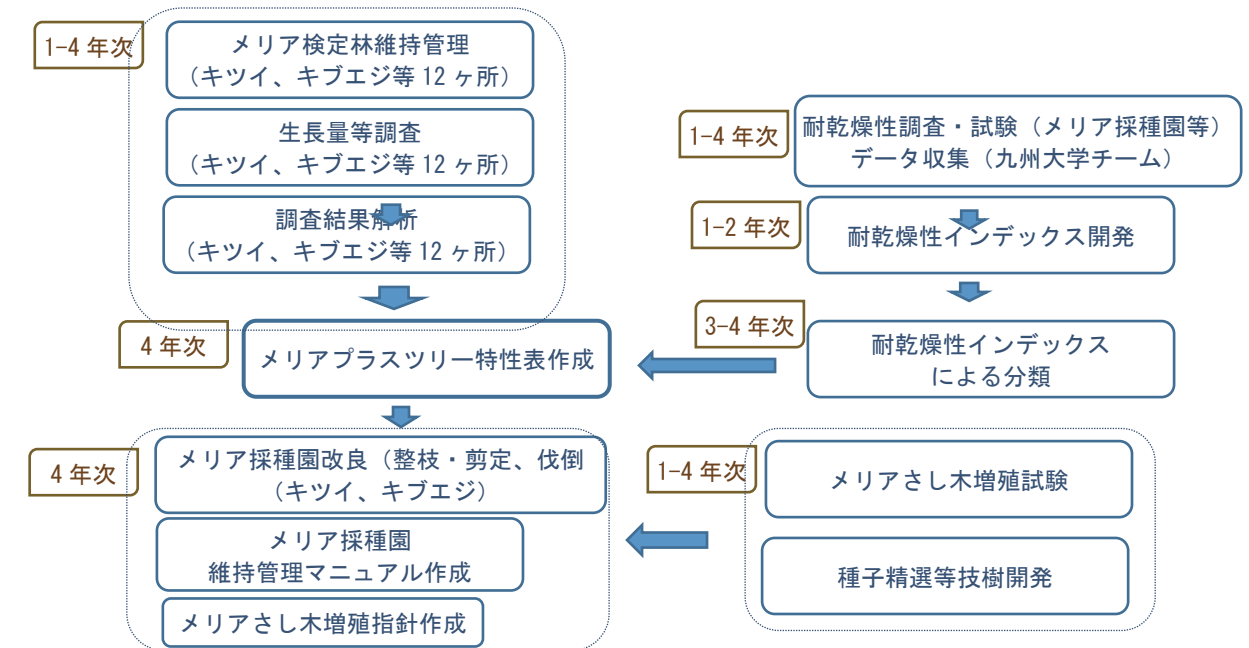 1-4 年次
メリア検定林維持管理
（キツイ、キブエジ等 12 ヶ所）
生長量等調査
（キツイ、キブエジ等 12 ヶ所）
調査結果解析
（キツイ、キブエジ等 12 ヶ所）
1-4 年次
耐乾燥性調査・試験（メリア採種園等）
データ収集（九州大学チーム）
1-2 年次
耐乾燥性インデックス開発
3-4 年次
耐乾燥性インデックス
による分類
4 年次
メリアプラスツリー特性表作成
4 年次
メリア採種園改良（整枝・剪定、伐倒
（キツイ、キブエジ）
メリア採種園
維持管理マニュアル作成
メリアさし木増殖指針作成
1-4 年次
メリアさし木増殖試験
種子精選等技樹開発